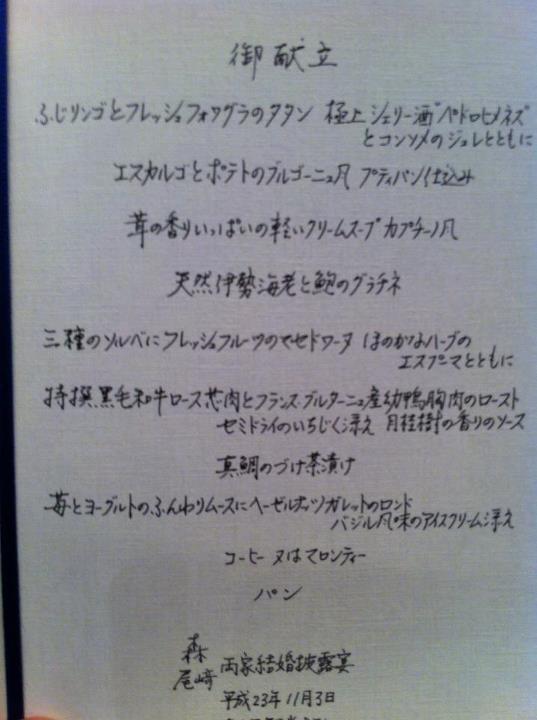 御献立
ふじリンゴとフレッシュフォワグラのタタン 極上シェリー酒"ペドロヒメネス"
とコンソメのジュレとともに
エスカルゴとポテトのブルゴーニュ風 プティパン仕込み
茸の香りいっぱいの軽いクリームスープ カプチーノ風
天然伊勢海老と鮑のグラチネ
三種のソルベにフレッシュフルーツのマセドワーヌ ほのかなハーブの
エスプーマとともに
特撰黒毛和牛ロース芯肉とフランス・ブルターニュ産幼鴨胸肉のロースト
セミドライのいちじく添え 月桂樹の香りのソース
真鯛のづけ茶漬け
苺とヨーグルトのふんわりムースにヘーゼルナッツガレットのロンド
バジル風味のアイスクリーム添え
コーヒー 又はマロンティー
パン
森
尾﨑 両家結婚披露宴
平成23年11月3日